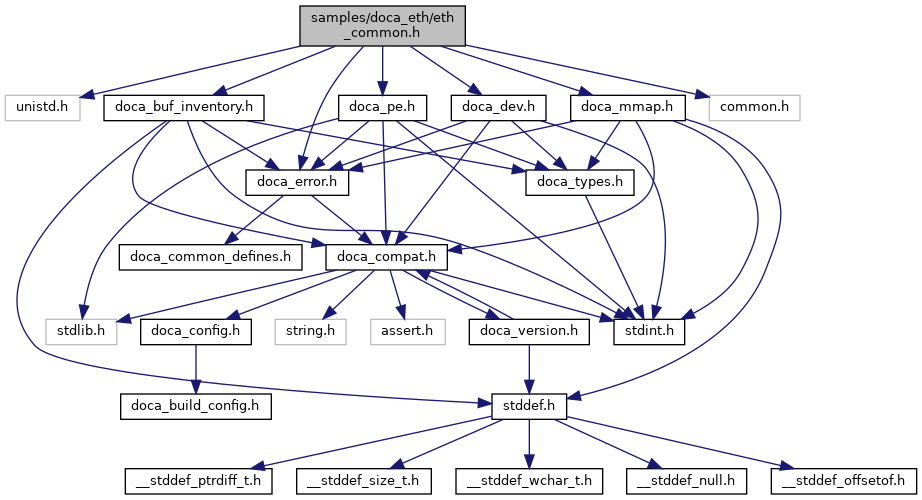 samples/doca_eth/eth
_common.h
unistd.h
doca_buf_inventory.h
doca_pe.h
doca_dev.h
doca_mmap.h
common.h
doca_error.h
doca_types.h
doca_common_defines.h
doca_compat.h
stdlib.h
doca_config.h
string.h
assert.h
doca_version.h
stdint.h
doca_build_config.h
stddef.h
__stddef_ptrdiff_t.h
__stddef_size_t.h
__stddef_wchar_t.h
__stddef_null.h
__stddef_offsetof.h